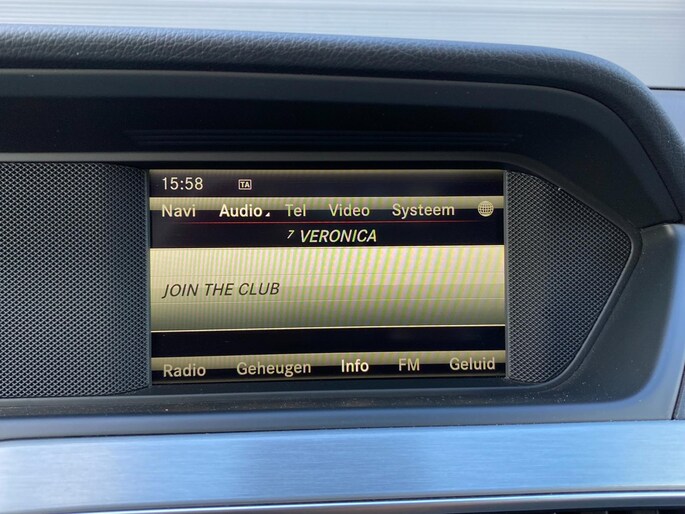 15:58 TA
Navi Audio Tel Video Systeem
7 VERONICA
JOIN THE CLUB
Radio Geheugen Info FM Geluid